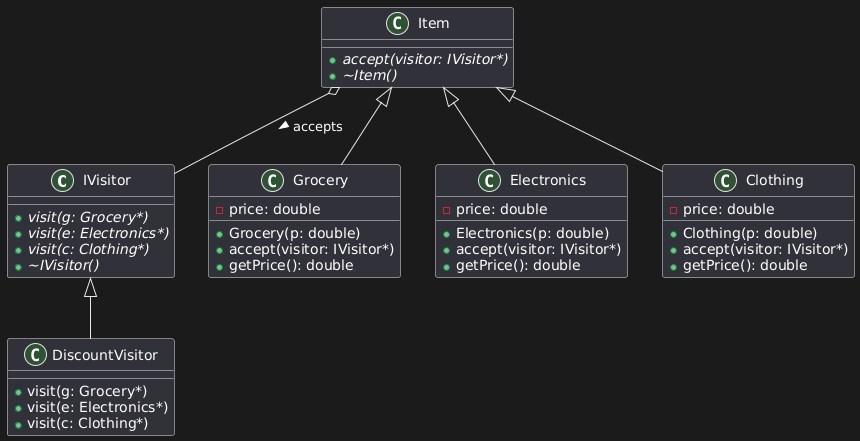 C Item
accept(visitor: IVisitor*)
~Item()
accepts
C IVisitor
visit(g: Grocery*)
visit(e: Electronics*)
visit(c: Clothing*)
~IVisitor()
C Grocery
price: double
Grocery(p: double)
accept(visitor: IVisitor*)
getPrice(): double
C Electronics
price: double
Electronics(p: double)
accept(visitor: IVisitor*)
getPrice(): double
C Clothing
price: double
Clothing(p: double)
accept(visitor: IVisitor*)
getPrice(): double
C DiscountVisitor
visit(g: Grocery*)
visit(e: Electronics*)
visit(c: Clothing*)